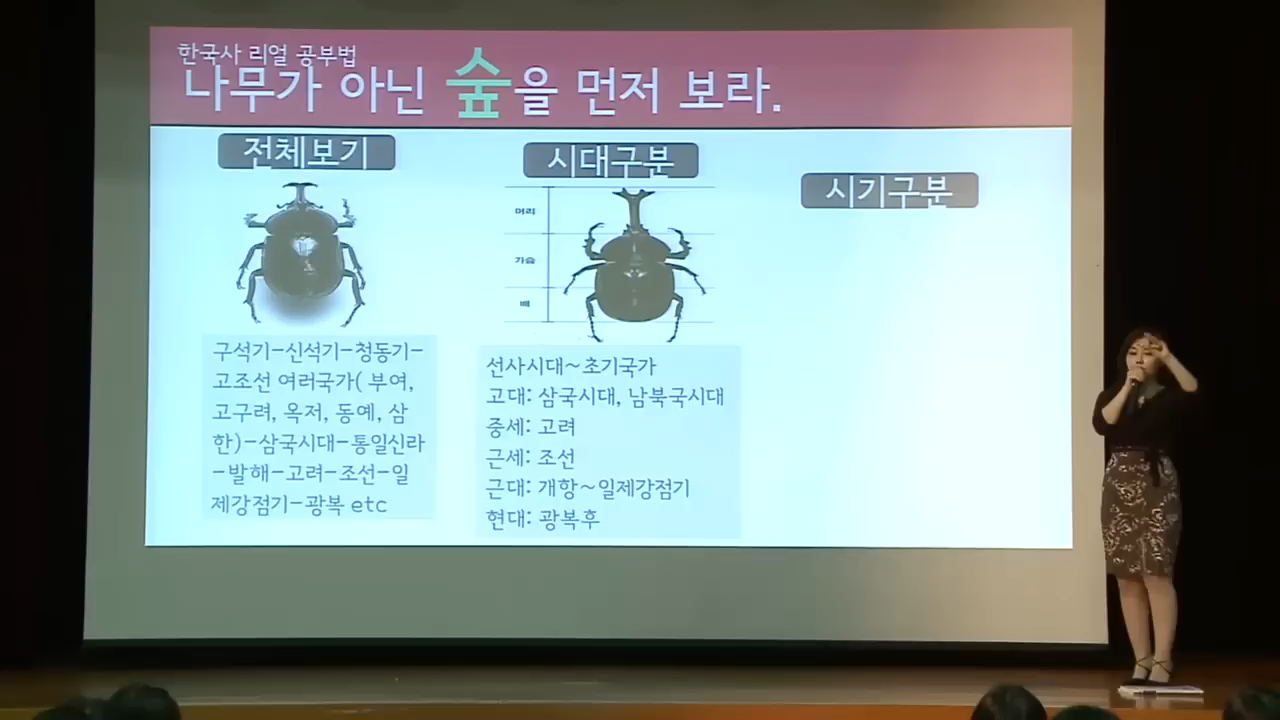 한국사 리얼 공부법
나무가 아닌 숲을 먼저 보라.
전체보기
구석기-신석기-청동기-
고조선 여러국가( 부여,
고구려, 옥저, 동예, 삼
한)-삼국시대-통일신라
-발해-고려-조선-일
제강점기-광복 etc
시대구분
머리
가슴
배
선사시대~초기국가
고대: 삼국시대, 남북국시대
중세: 고려
근세: 조선
근대: 개항~일제강점기
현대: 광복후
시기구분